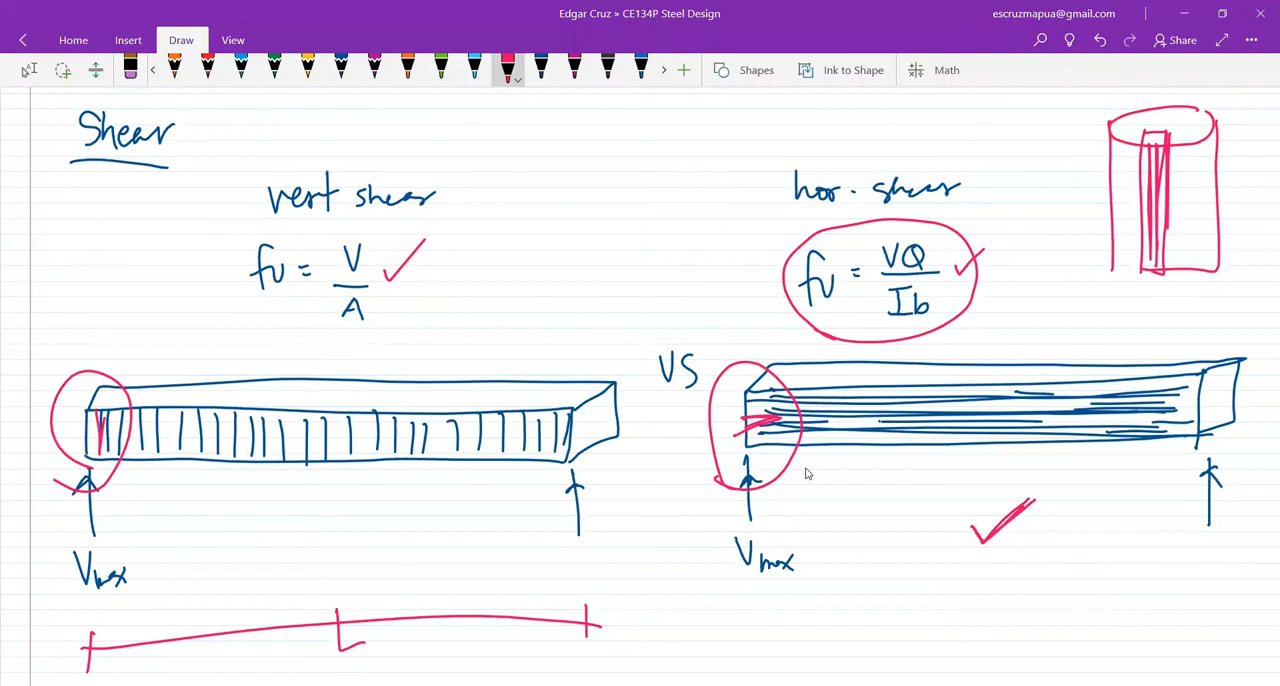 Edgar Cruz » CE134P Steel Design
escruzmapua@gmail.com
Home Insert Draw View
Share
Shapes Ink to Shape Math
Shear
vert shear
fv = V / A
hor. shear
fv = VQ / Ib
VS
Vmax
Vmax
L